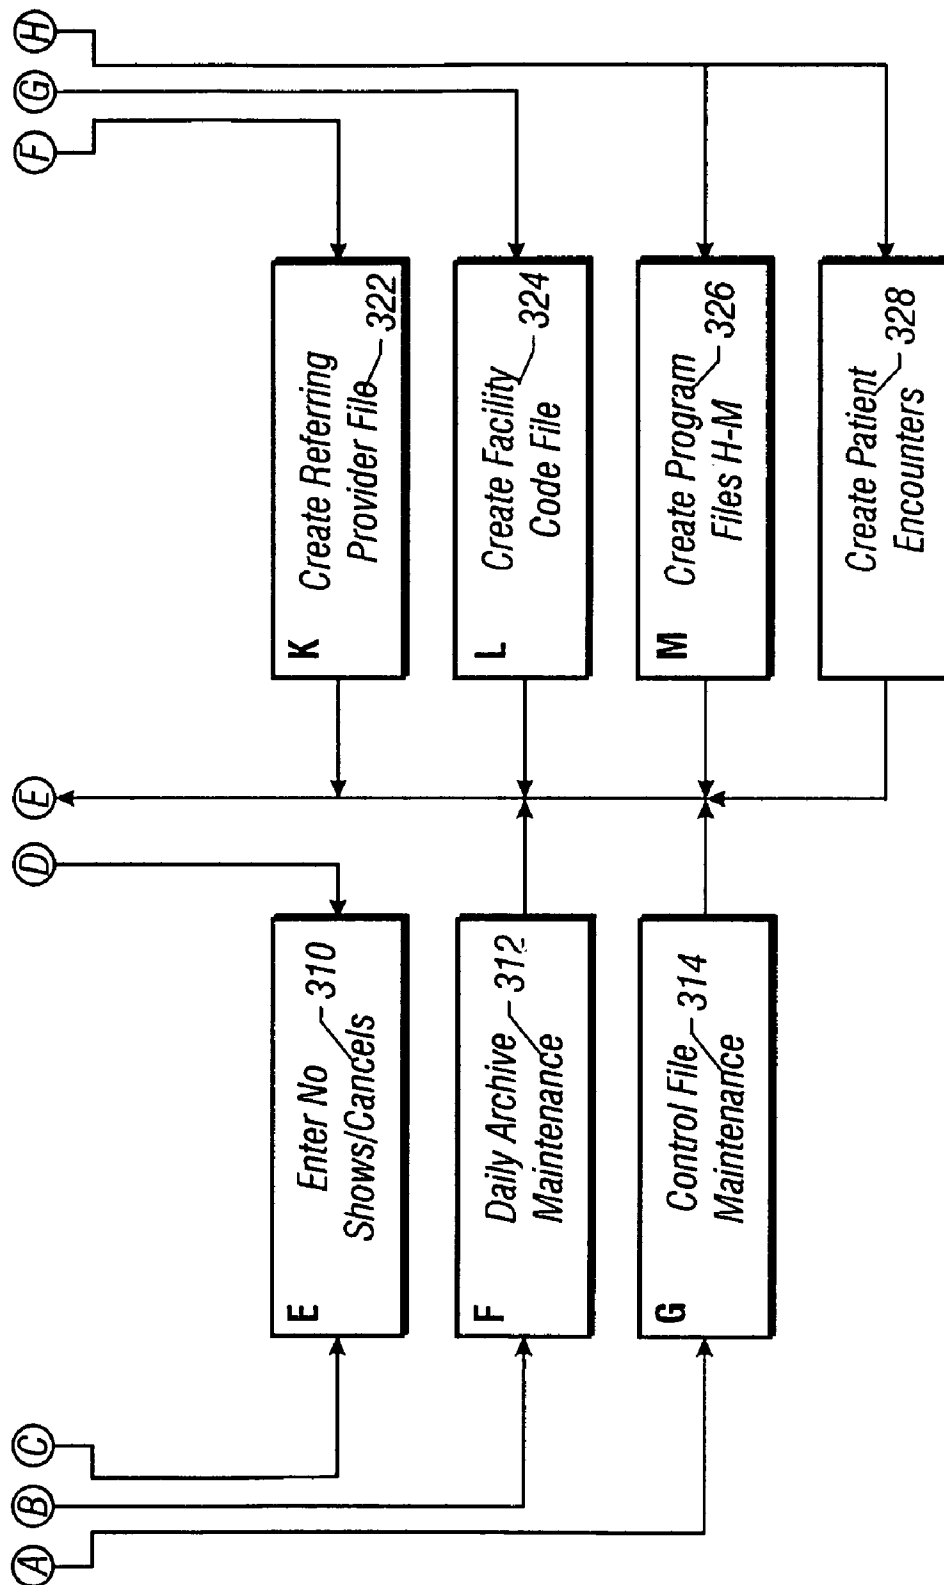 A
B
C
D
E
F
G
H
E
Enter No
Shows/Cancels
310
K
Create Referring
Provider File
322
F
Daily Archive
Maintenance
312
L
Create Facility
Code File
324
G
Control File
Maintenance
314
M
Create Program
Files H-M
326
Create Patient
Encounters
328